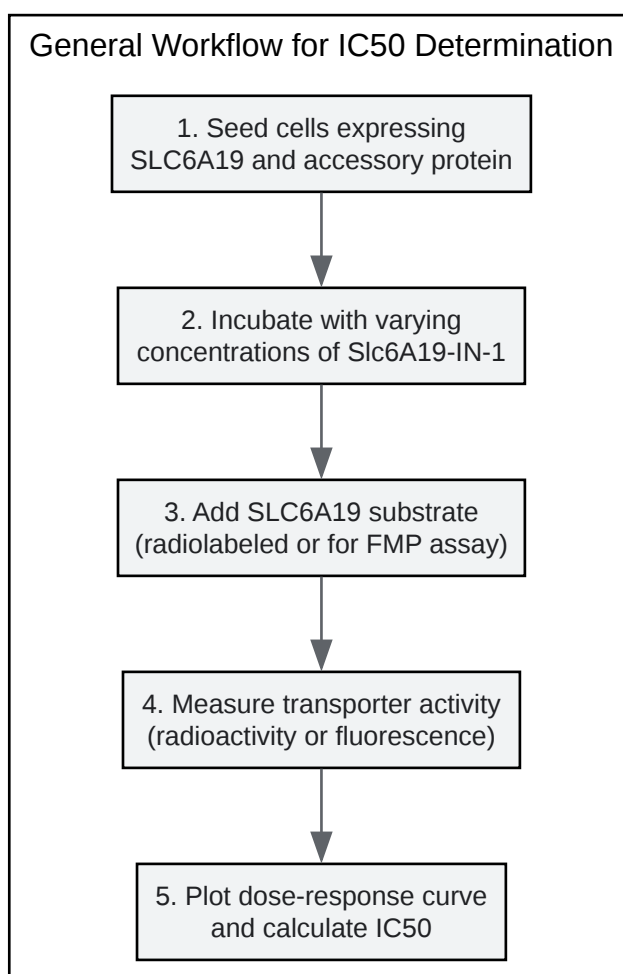 General Workflow for IC50 Determination
1. Seed cells expressing
SLC6A19 and accessory protein
2. Incubate with varying
concentrations of Slc6A19-IN-1
3. Add SLC6A19 substrate
(radiolabeled or for FMP assay)
4. Measure transporter activity
(radioactivity or fluorescence)
5. Plot dose-response curve
and calculate IC50